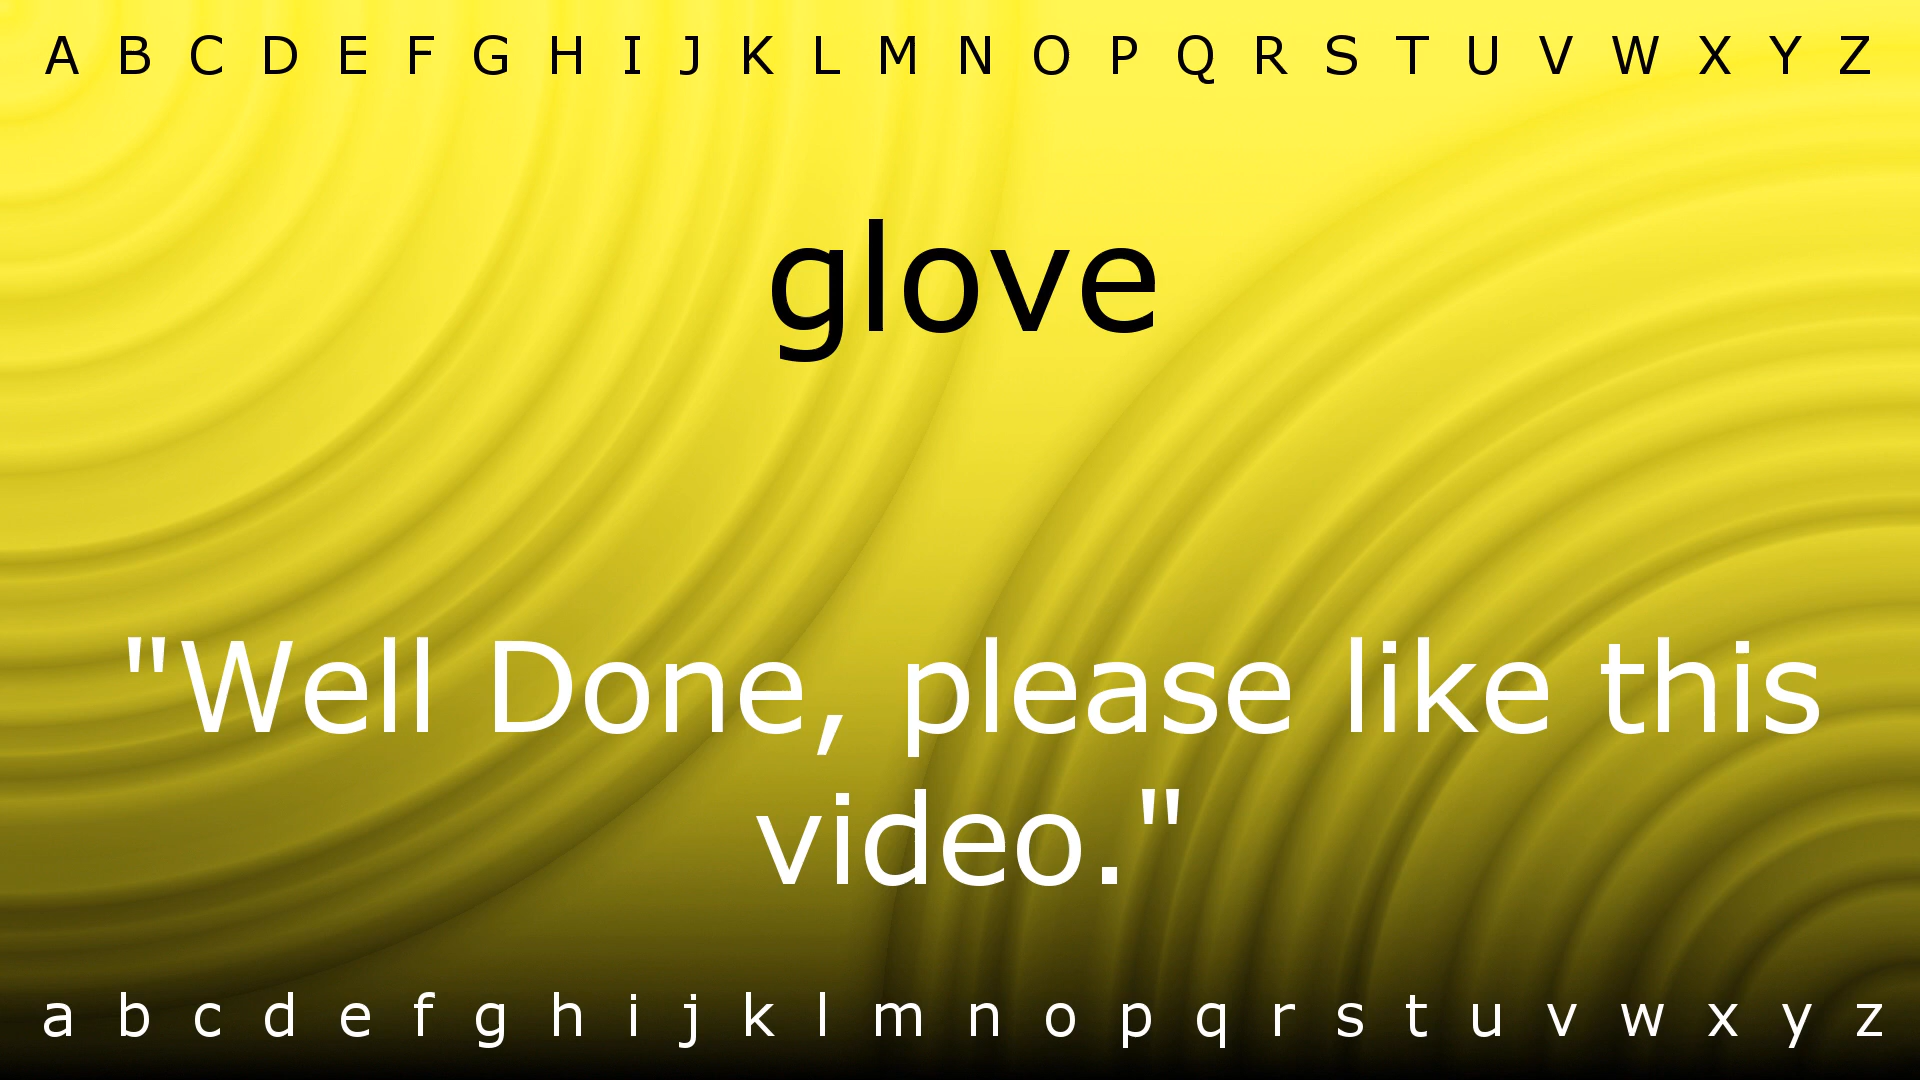 A B C D E F G H I J K L M N O P Q R S T U V W X Y Z
glove
"Well Done, please like this
video."
a b c d e f g h i j k l m n o p q r s t u v w x y z